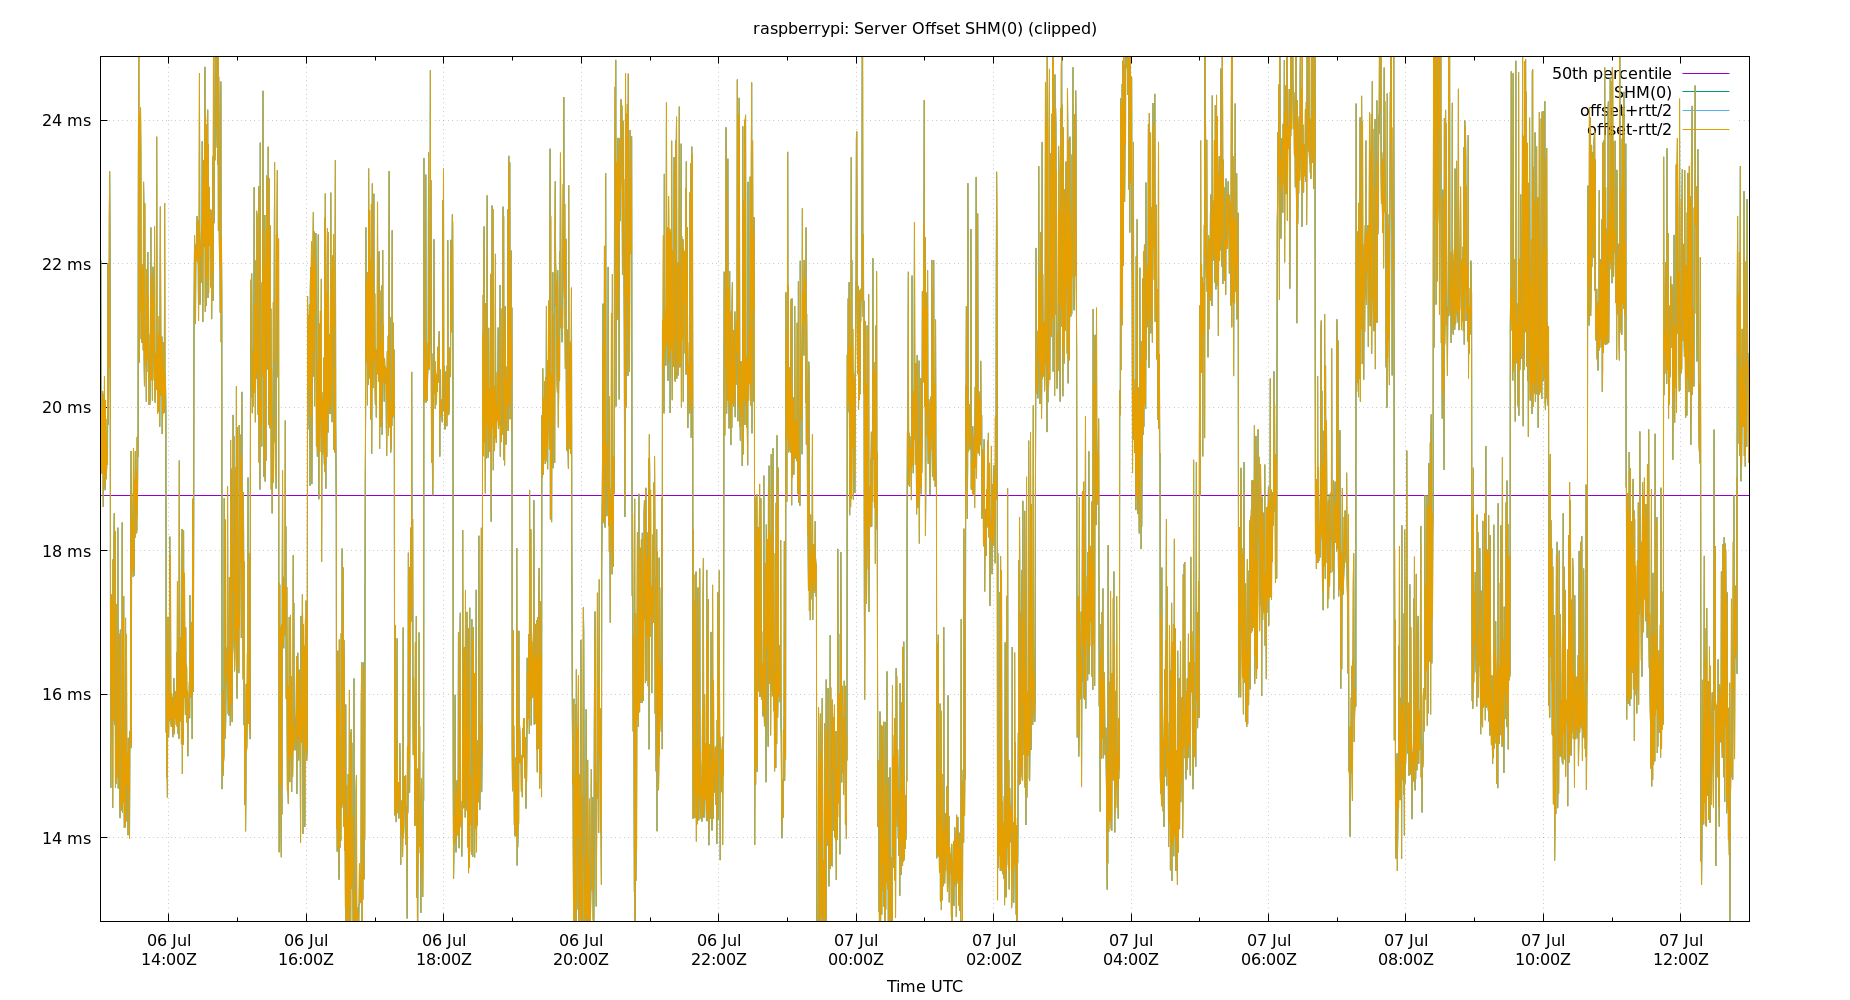 raspberrypi: Server Offset SHM(0) (clipped)
50th percentile
SHM(0)
offset+rtt/2
offset-rtt/2
24 ms
22 ms
20 ms
18 ms
16 ms
14 ms
06 Jul 06 Jul 06 Jul 06 Jul 06 Jul 07 Jul 07 Jul 07 Jul 07 Jul 07 Jul 07 Jul 07 Jul
14:00Z 16:00Z 18:00Z 20:00Z 22:00Z 00:00Z 02:00Z 04:00Z 06:00Z 08:00Z 10:00Z 12:00Z
Time UTC